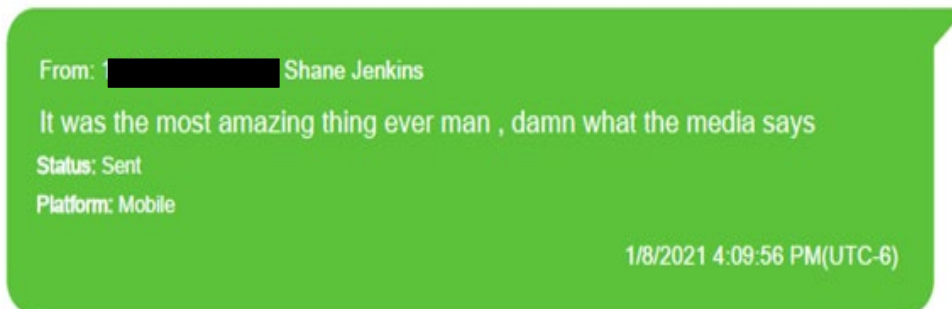 From: 1 Shane Jenkins
It was the most amazing thing ever man , damn what the media says
Status: Sent
Platform: Mobile
1/8/2021 4:09:56 PM(UTC-6)